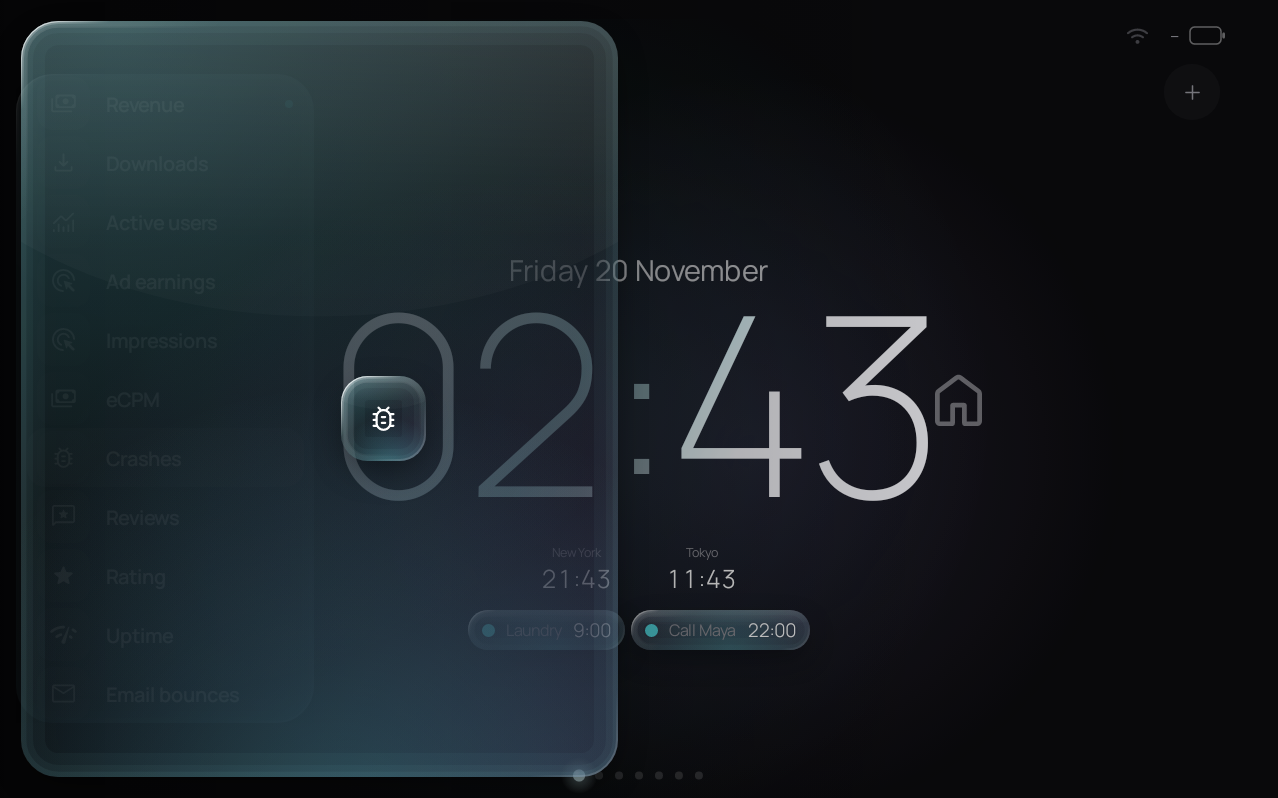 Revenue
Downloads
Active users
Ad earnings
Impressions
eCPM
Crashes
Reviews
Rating
Uptime
Email bounces
Friday 20 November
02:43
New York
21:43
Tokyo
11:43
Laundry 9:00
Call Maya 22:00